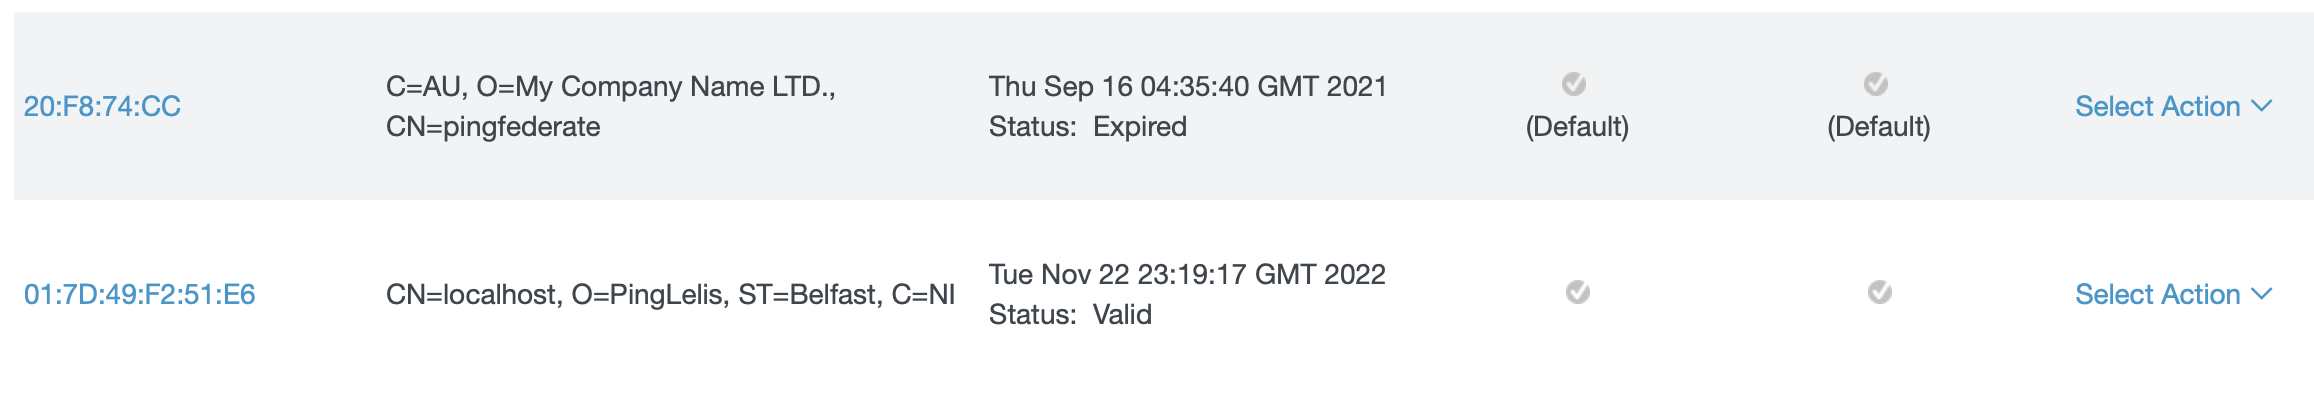 20:F8:74:CC
C=AU, O=My Company Name LTD.,
CN=pingfederate
Thu Sep 16 04:35:40 GMT 2021
Status: Expired
(Default)
(Default)
Select Action
01:7D:49:F2:51:E6
CN=localhost, O=PingLelis, ST=Belfast, C=NI
Tue Nov 22 23:19:17 GMT 2022
Status: Valid
Select Action